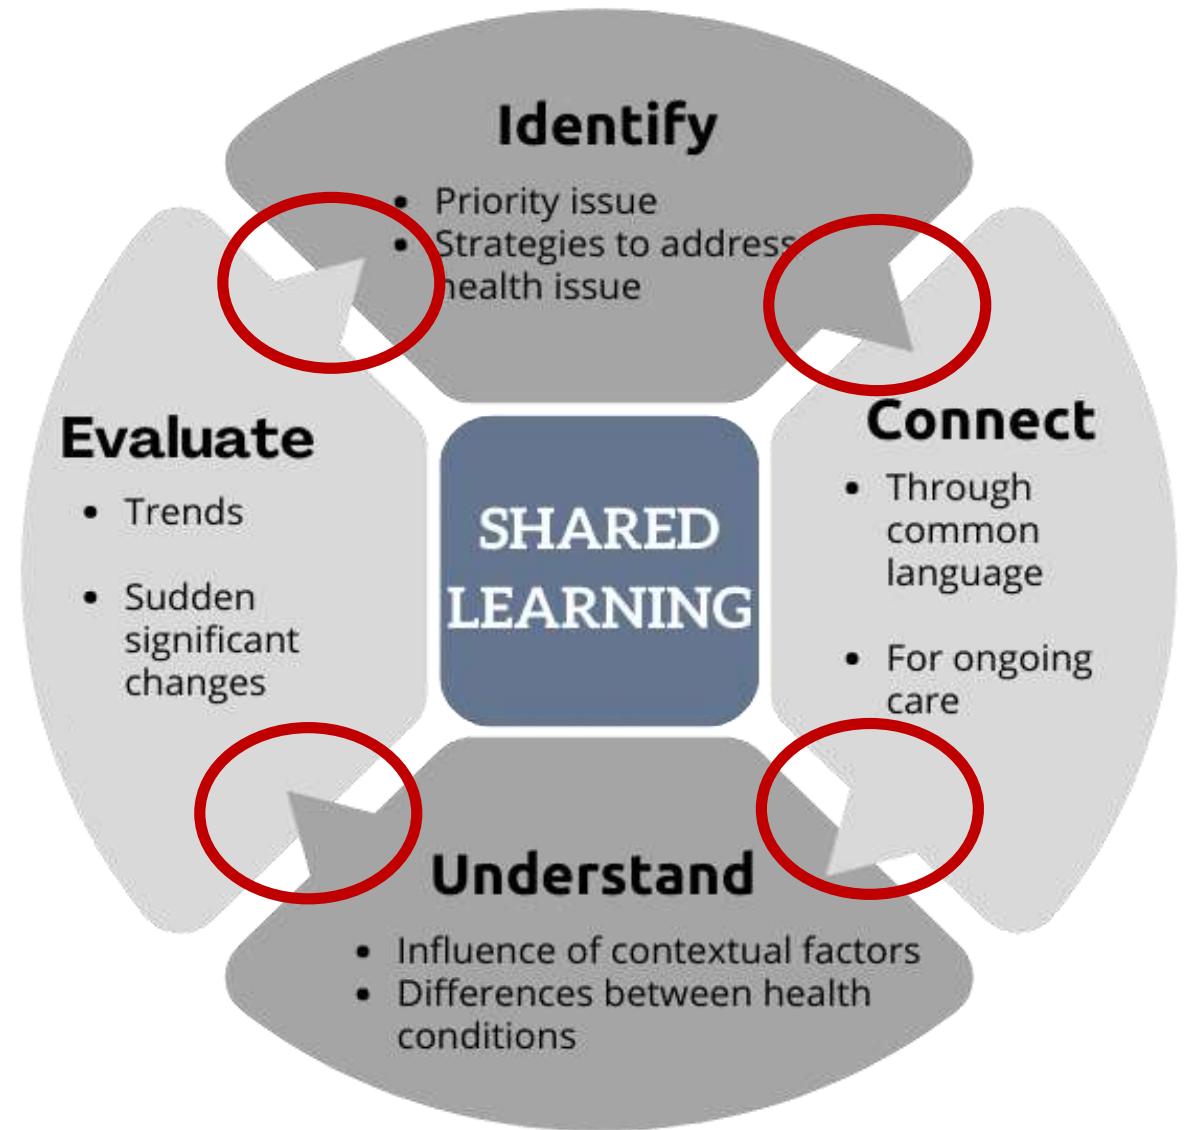 Identify
• Priority issue
• Strategies to address
health issue
Evaluate
• Trends
• Sudden
significant
changes
SHARED
LEARNING
Connect
• Through
common
language
• For ongoing
care
Understand
• Influence of contextual factors
• Differences between health
conditions